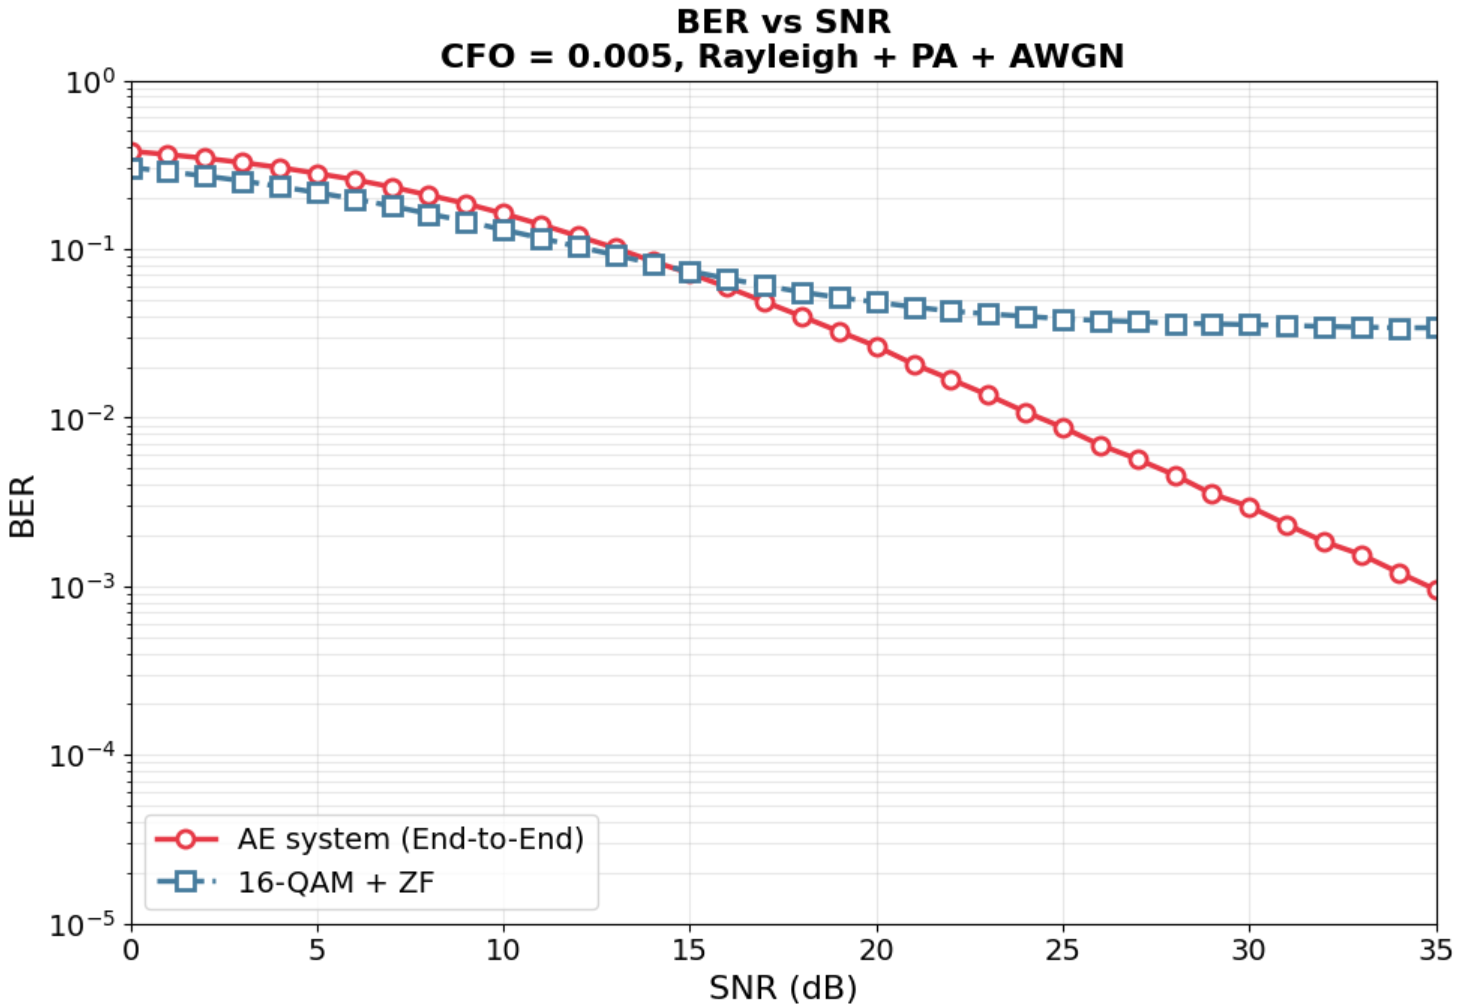 BER vs SNR
CFO = 0.005, Rayleigh + PA + AWGN
10⁰
10⁻¹
10⁻²
10⁻³
10⁻⁴
10⁻⁵
BER
AE system (End-to-End)
16-QAM + ZF
0 5 10 15 20 25 30 35
SNR (dB)